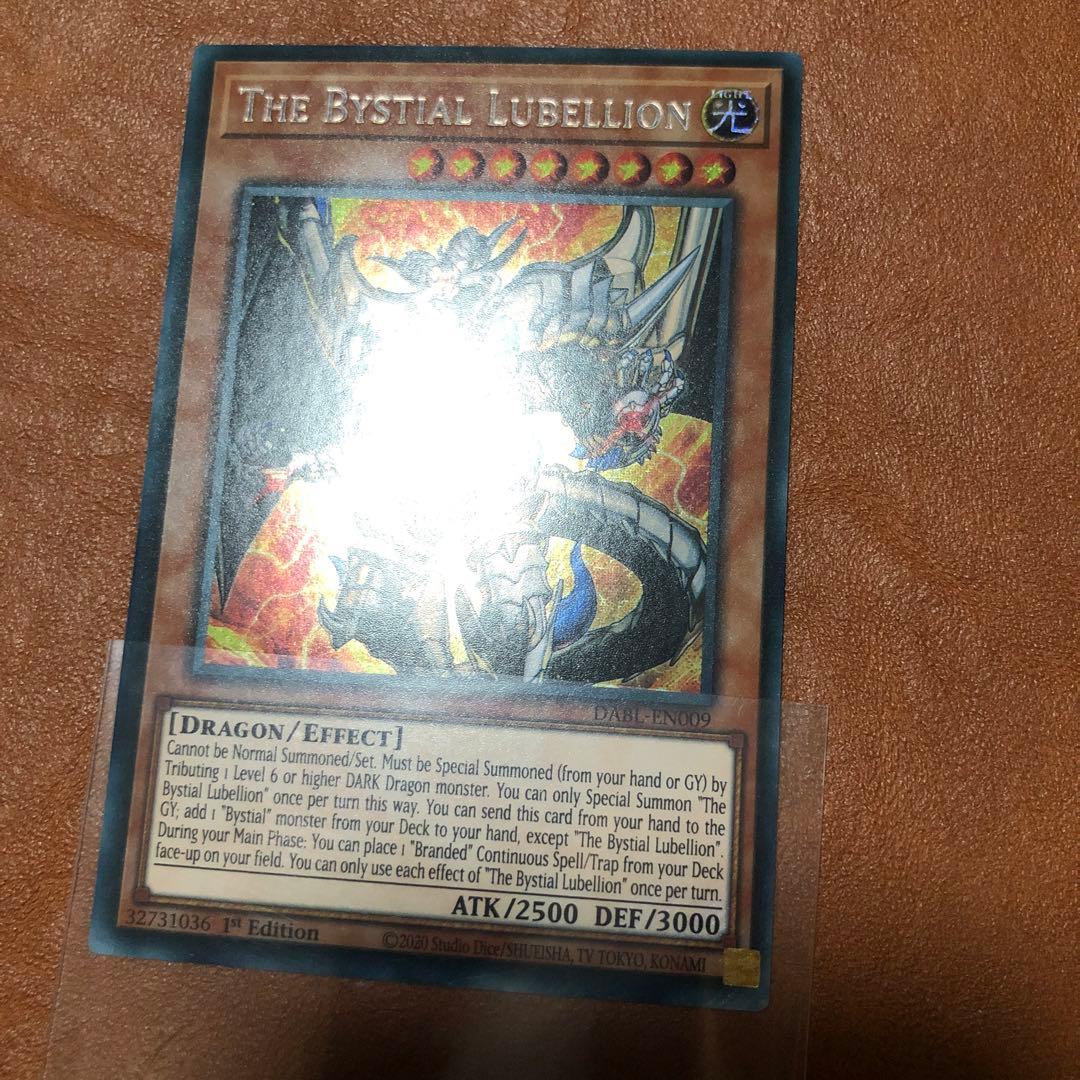 THE BYSTIAL LUBELLION
LIGHT
光
DABL-EN009
[DRAGON/EFFECT]
Cannot be Normal Summoned/Set. Must be Special Summoned (from your hand or GY) by
Tributing 1 Level 6 or higher DARK Dragon monster. You can only Special Summon "The
Bystial Lubellion" once per turn this way. You can send this card from your hand to the
GY; add 1 "Bystial" monster from your Deck to your hand, except "The Bystial Lubellion".
During your Main Phase: You can place 1 "Branded" Continuous Spell/Trap from your Deck
face-up on your field. You can only use each effect of "The Bystial Lubellion" once per turn.
ATK/2500 DEF/3000
32731036 1st Edition
©2020 Studio Dice/SHUEISHA, TV TOKYO, KONAMI